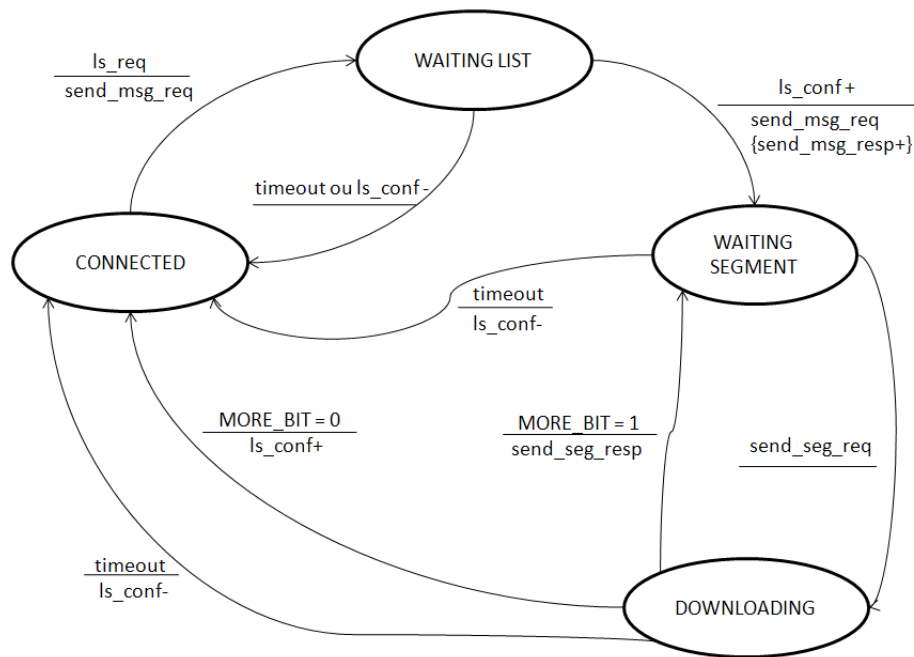 WAITING LIST
ls_req
send_msg_req
ls_conf +
send_msg_req
{send_msg_resp+}
timeout ou ls_conf -
CONNECTED
WAITING
SEGMENT
timeout
ls_conf-
MORE_BIT = 0
ls_conf+
MORE_BIT = 1
send_seg_resp
send_seg_req
timeout
ls_conf-
DOWNLOADING